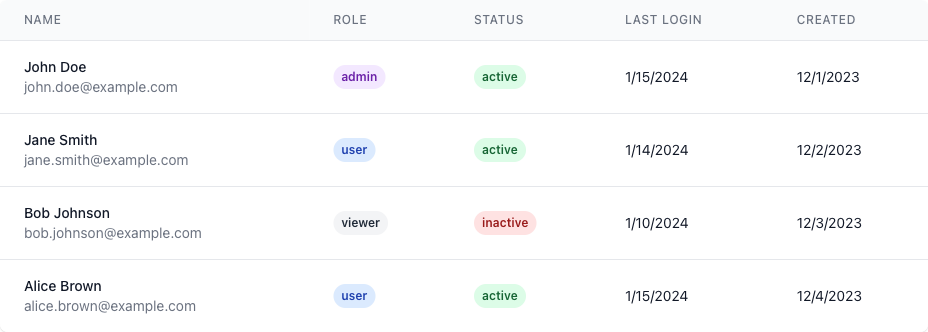 NAME ROLE STATUS LAST LOGIN CREATED
John Doe
john.doe@example.com
admin active 1/15/2024 12/1/2023
Jane Smith
jane.smith@example.com
user active 1/14/2024 12/2/2023
Bob Johnson
bob.johnson@example.com
viewer inactive 1/10/2024 12/3/2023
Alice Brown
alice.brown@example.com
user active 1/15/2024 12/4/2023